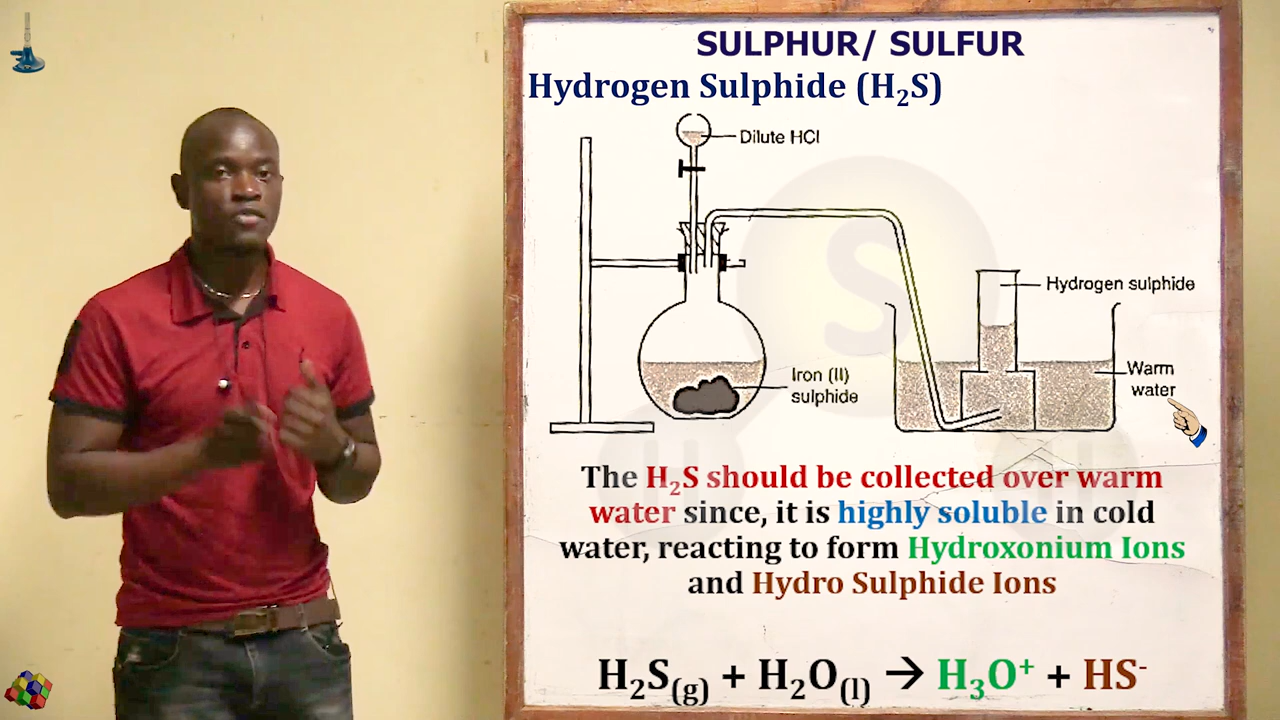 SULPHUR/ SULFUR
Hydrogen Sulphide (H₂S)
Dilute HCl
Hydrogen sulphide
Iron (II)
sulphide
Warm
water
The H₂S should be collected over warm
water since, it is highly soluble in cold
water, reacting to form Hydroxonium Ions
and Hydro Sulphide Ions
H₂S(g) + H₂O(l) → H₃O⁺ + HS⁻
S
H
H